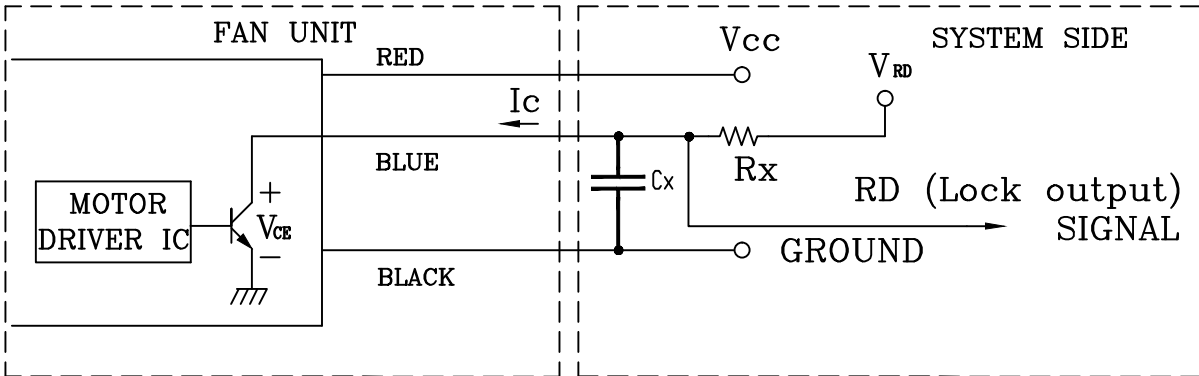 FAN UNIT
SYSTEM SIDE
RED
Vcc
VRD
Ic
BLUE
Cx
Rx
MOTOR
DRIVER IC
+
VCE
−
RD (Lock output)
SIGNAL
GROUND
BLACK